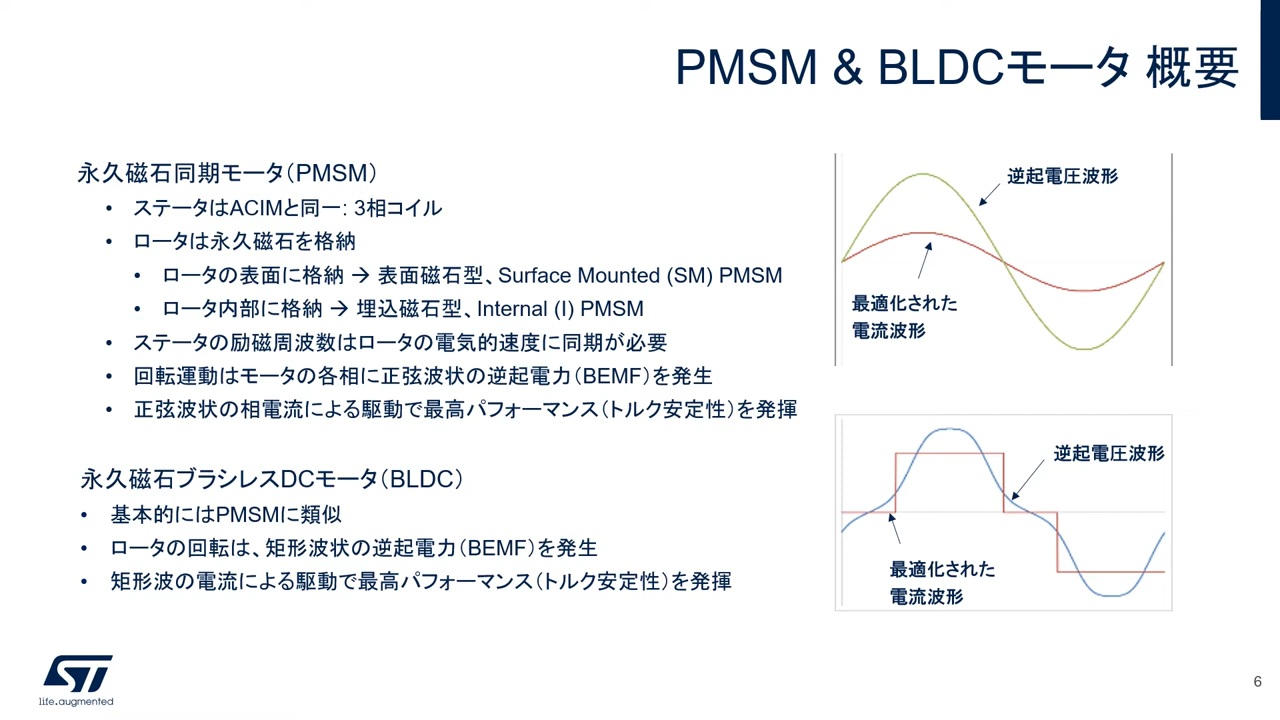 PMSM & BLDCモータ 概要
永久磁石同期モータ（PMSM）
• ステータはACIMと同一: 3相コイル
• ロータは永久磁石を格納
• ロータの表面に格納 → 表面磁石型、Surface Mounted (SM) PMSM
• ロータ内部に格納 → 埋込磁石型、Internal (I) PMSM
• ステータの励磁周波数はロータの電気的速度に同期が必要
• 回転運動はモータの各相に正弦波状の逆起電力（BEMF）を発生
• 正弦波状の相電流による駆動で最高パフォーマンス（トルク安定性）を発揮
逆起電圧波形
最適化された
電流波形
永久磁石ブラシレスDCモータ（BLDC）
• 基本的にはPMSMに類似
• ロータの回転は、矩形波状の逆起電力（BEMF）を発生
• 矩形波の電流による駆動で最高パフォーマンス（トルク安定性）を発揮
逆起電圧波形
最適化された
電流波形
ST
life.augmented
6